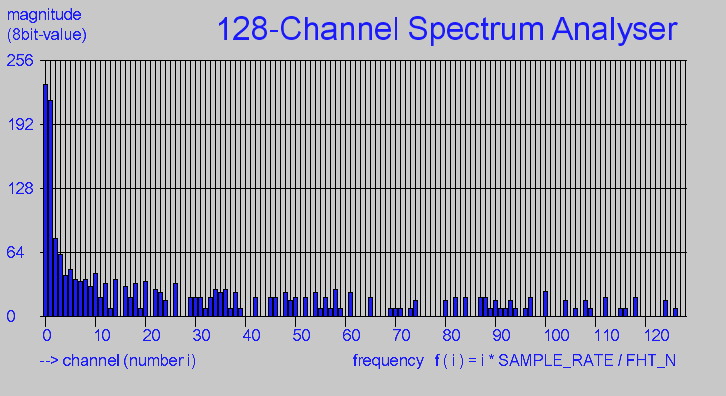 magnitude
(8bit-value)
128-Channel Spectrum Analyser
256
192
128
64
0
0 10 20 30 40 50 60 70 80 90 100 110 120
--> channel (number i)
frequency f ( i ) = i * SAMPLE_RATE / FHT_N